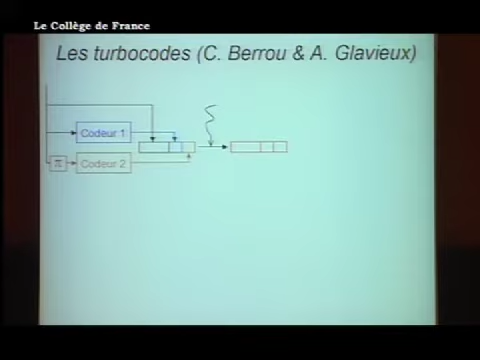 Le Collège de France
Les turbocodes (C. Berrou & A. Glavieux)
Codeur 1
π
Codeur 2